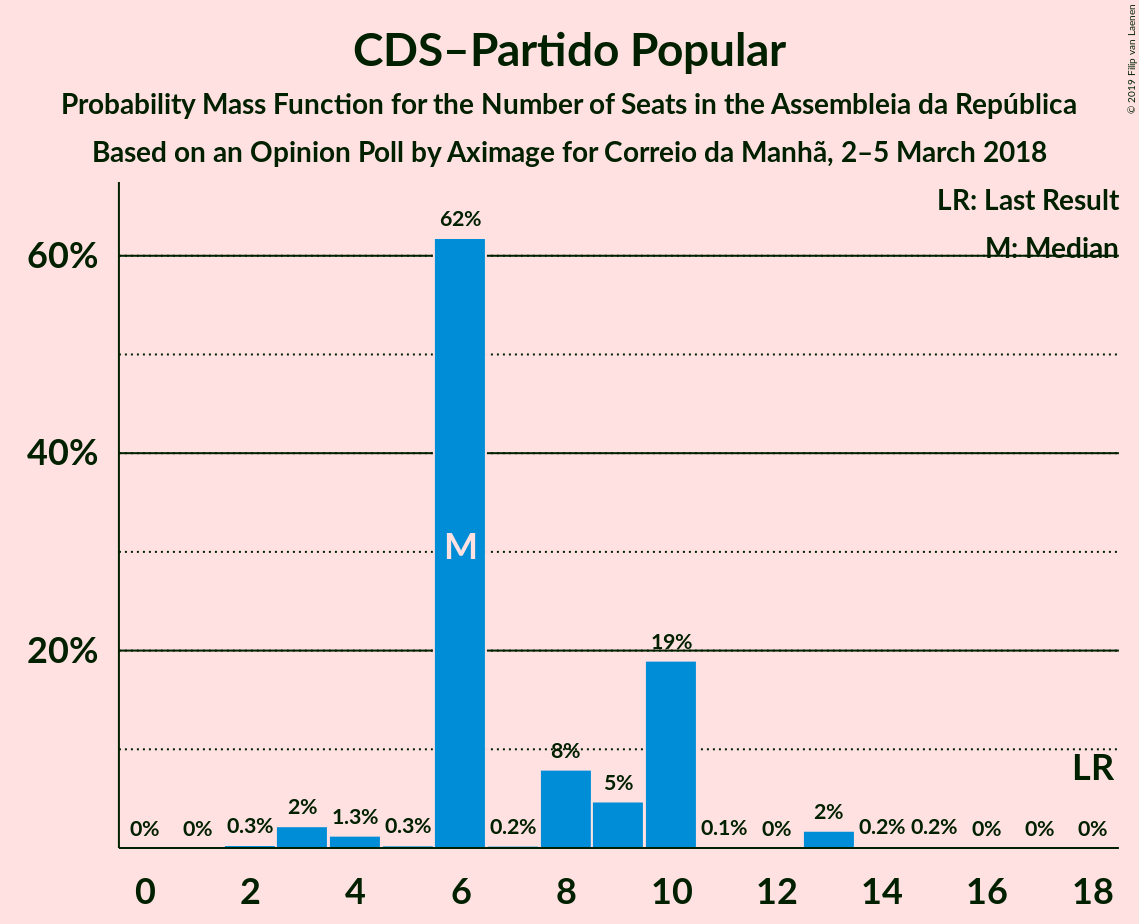 CDS–Partido Popular
Probability Mass Function for the Number of Seats in the Assembleia da República
Based on an Opinion Poll by Aximage for Correio da Manhã, 2–5 March 2018
© 2019 Filip van Laenen
LR: Last Result
M: Median
60%
40%
20%
0% 0% 0.3% 2% 1.3% 0.3% 62% 0.2% 8% 5% 19% 0.1% 0% 2% 0.2% 0.2% 0% 0% 0%
M
LR
0 2 4 6 8 10 12 14 16 18